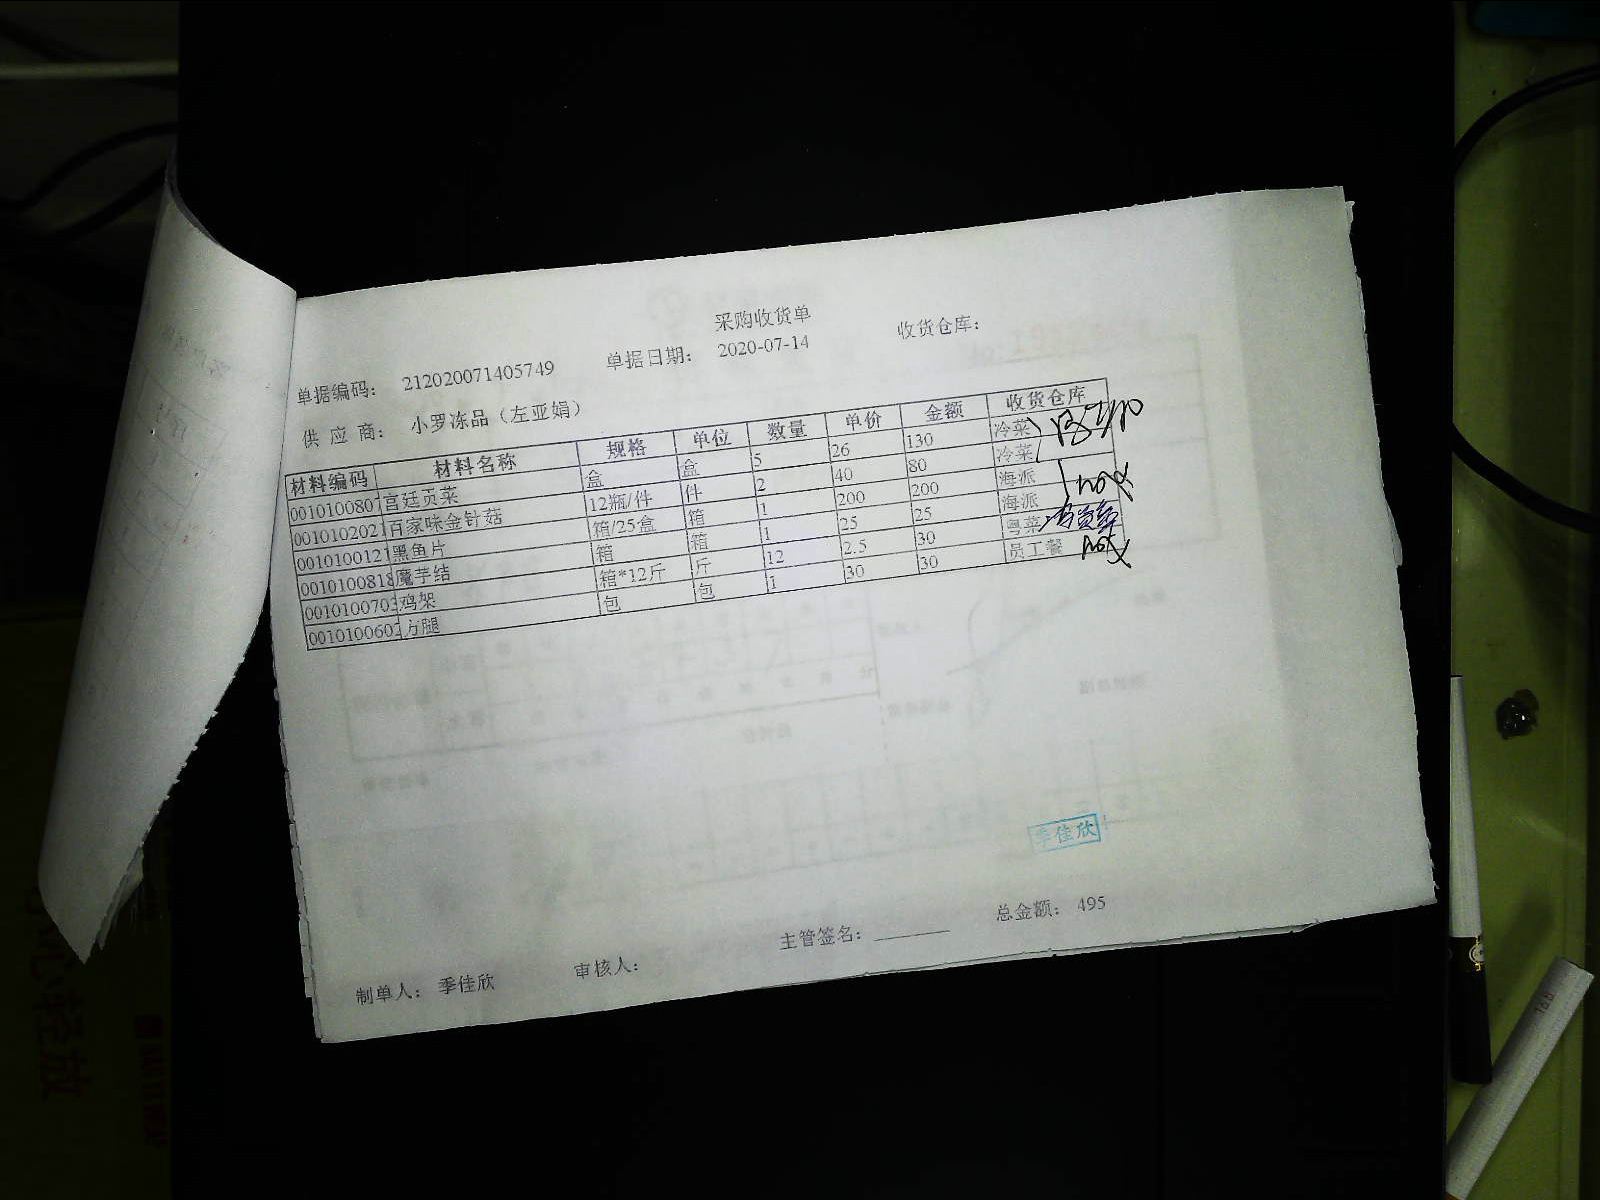 采购收货单
单据编码： 212020071405749 单据日期： 2020-07-14 收货仓库：
供 应 商： 小罗冻品（左亚娟）
材料编码 材料名称 规格 单位 数量 单价 金额 收货仓库
001010080 宫廷贡菜 盒 盒 5 26 130 冷菜
001010202 百家味金针菇 12瓶/件 件 2 40 80 冷菜
001010012 黑鱼片 箱/25盒 箱 1 200 200 海派
001010081 魔芋结 箱 箱 1 25 25 海派
001010070 鸡架 箱*12斤 斤 12 2.5 30 粤菜
001010060 方腿 包 包 1 30 30 员工餐
季佳欣
总金额： 495
主管签名：
审核人：
制单人： 季佳欣